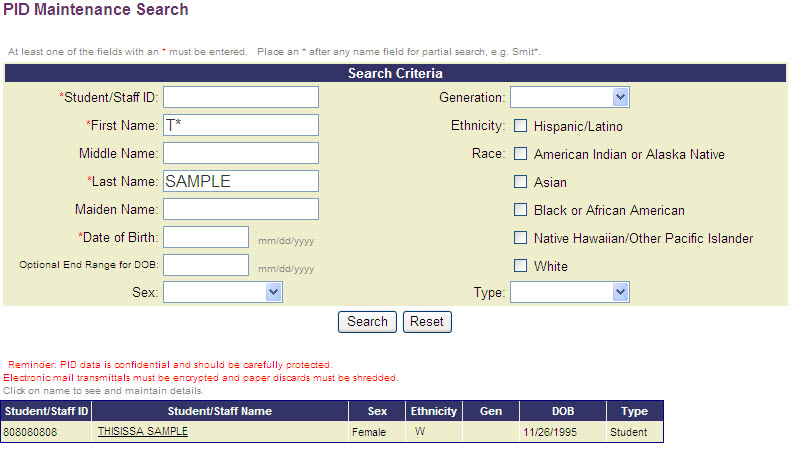 PID Maintenance Search
At least one of the fields with an * must be entered. Place an * after any name field for partial search, e.g. Smit*.
Search Criteria
*Student/Staff ID: Generation:
*First Name: T* Ethnicity: Hispanic/Latino
Middle Name: Race: American Indian or Alaska Native
*Last Name: SAMPLE Asian
Maiden Name: Black or African American
*Date of Birth: mm/dd/yyyy Native Hawaiian/Other Pacific Islander
Optional End Range for DOB: mm/dd/yyyy White
Sex: Type:
Search Reset
Reminder: PID data is confidential and should be carefully protected.
Electronic mail transmittals must be encrypted and paper discards must be shredded.
Click on name to see and maintain details.
Student/Staff ID Student/Staff Name Sex Ethnicity Gen DOB Type
808080808 THISISSA SAMPLE Female W 11/26/1995 Student